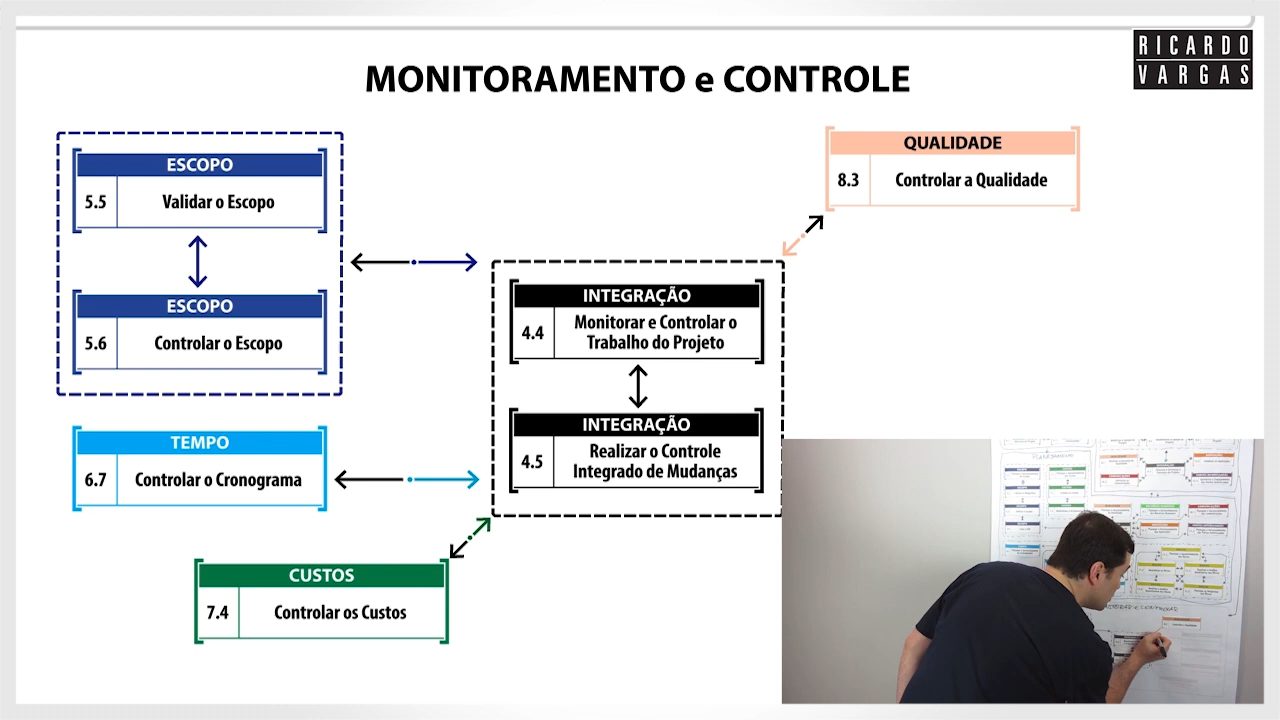 RICARDO
VARGAS
MONITORAMENTO e CONTROLE
ESCOPO
5.5 Validar o Escopo
ESCOPO
5.6 Controlar o Escopo
TEMPO
6.7 Controlar o Cronograma
CUSTOS
7.4 Controlar os Custos
INTEGRAÇÃO
4.4 Monitorar e Controlar o
Trabalho do Projeto
INTEGRAÇÃO
4.5 Realizar o Controle
Integrado de Mudanças
QUALIDADE
8.3 Controlar a Qualidade